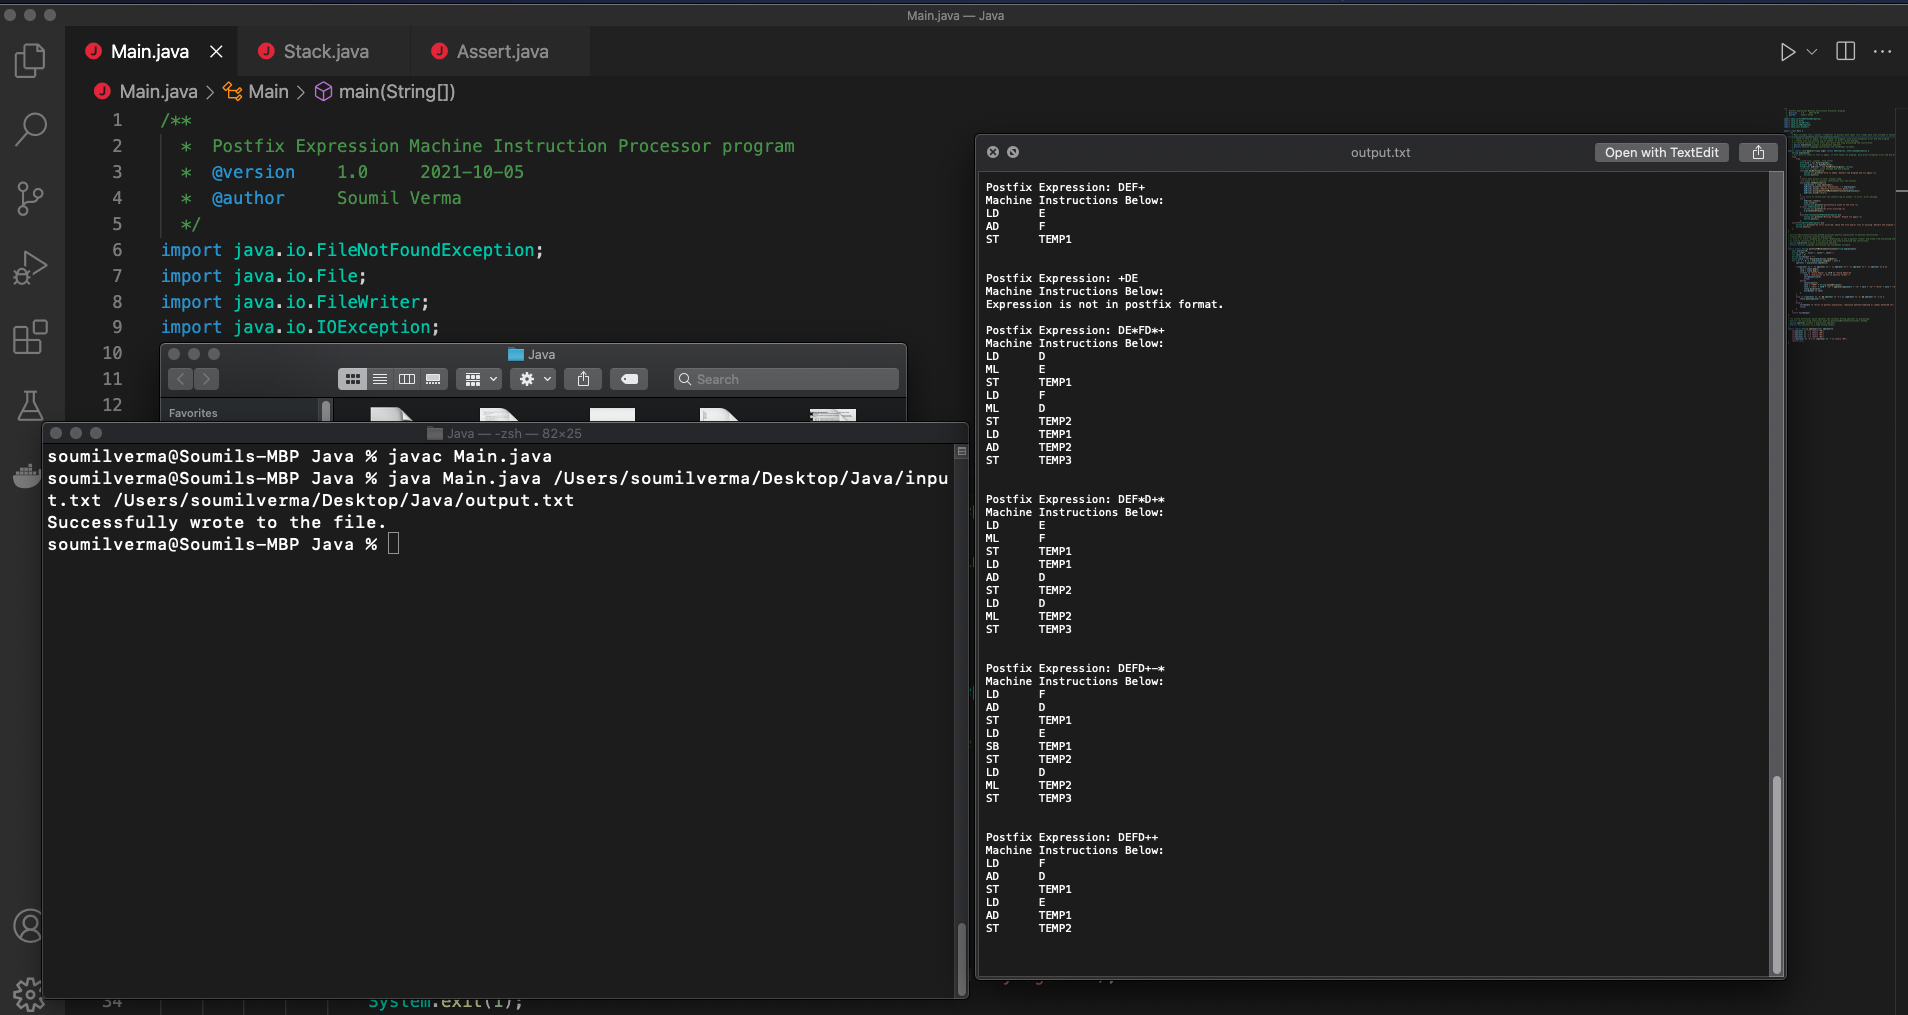 Main.java — Java
Main.java
Stack.java
Assert.java
Main.java > Main > main(String[])
1 /**
2 * Postfix Expression Machine Instruction Processor program
3 * @version 1.0 2021-10-05
4 * @author Soumil Verma
5 */
6 import java.io.FileNotFoundException;
7 import java.io.File;
8 import java.io.FileWriter;
9 import java.io.IOException;
10
11
12
Java
Search
Favorites
Java — -zsh — 82×25
soumilverma@Soumils-MBP Java % javac Main.java
soumilverma@Soumils-MBP Java % java Main.java /Users/soumilverma/Desktop/Java/inpu
t.txt /Users/soumilverma/Desktop/Java/output.txt
Successfully wrote to the file.
soumilverma@Soumils-MBP Java %
34 System.exit(1);
output.txt
Open with TextEdit
Postfix Expression: DEF+
Machine Instructions Below:
LD E
AD F
ST TEMP1
Postfix Expression: +DE
Machine Instructions Below:
Expression is not in postfix format.
Postfix Expression: DE*FD*+
Machine Instructions Below:
LD D
ML E
ST TEMP1
LD F
ML D
ST TEMP2
LD TEMP1
AD TEMP2
ST TEMP3
Postfix Expression: DEF*D+*
Machine Instructions Below:
LD E
ML F
ST TEMP1
LD TEMP1
AD D
ST TEMP2
LD D
ML TEMP2
ST TEMP3
Postfix Expression: DEFD+-*
Machine Instructions Below:
LD F
AD D
ST TEMP1
LD E
SB TEMP1
ST TEMP2
LD D
ML TEMP2
ST TEMP3
Postfix Expression: DEFD++
Machine Instructions Below:
LD F
AD D
ST TEMP1
LD E
AD TEMP1
ST TEMP2